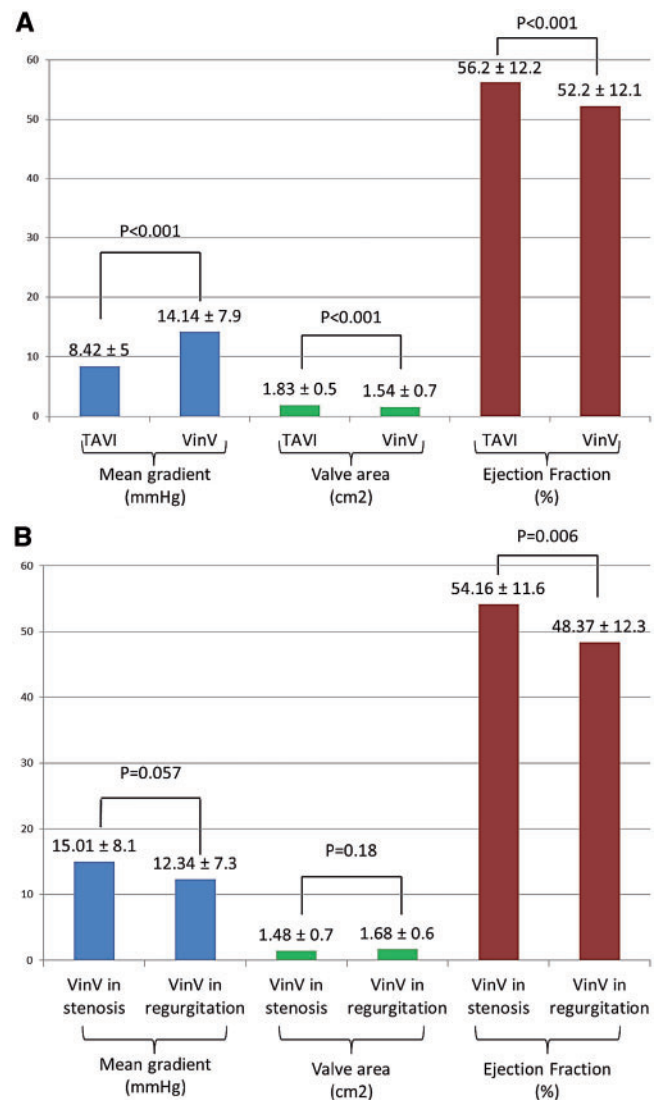 A
P<0.001
60
56.2 ± 12.2
52.2 ± 12.1
50
40
30
P<0.001
20
14.14 ± 7.9
P<0.001
10
8.42 ± 5
1.83 ± 0.5
1.54 ± 0.7
0
TAVI VinV TAVI VinV TAVI VinV
Mean gradient Valve area Ejection Fraction
(mmHg) (cm2) (%)
B
P=0.006
60
54.16 ± 11.6
48.37 ± 12.3
50
40
30
P=0.057
20
15.01 ± 8.1
12.34 ± 7.3
P=0.18
10
1.48 ± 0.7
1.68 ± 0.6
0
VinV in VinV in VinV in VinV in VinV in VinV in
stenosis regurgitation stenosis regurgitation stenosis regurgitation
Mean gradient Valve area Ejection Fraction
(mmHg) (cm2) (%)